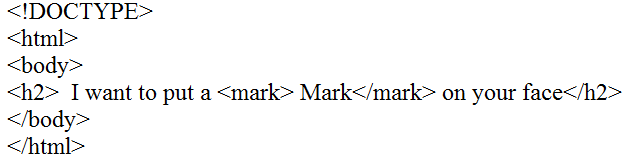 <!DOCTYPE>
<html>
<body>
<h2>  I want to put a <mark> Mark</mark> on your face</h2>
</body>
</html>